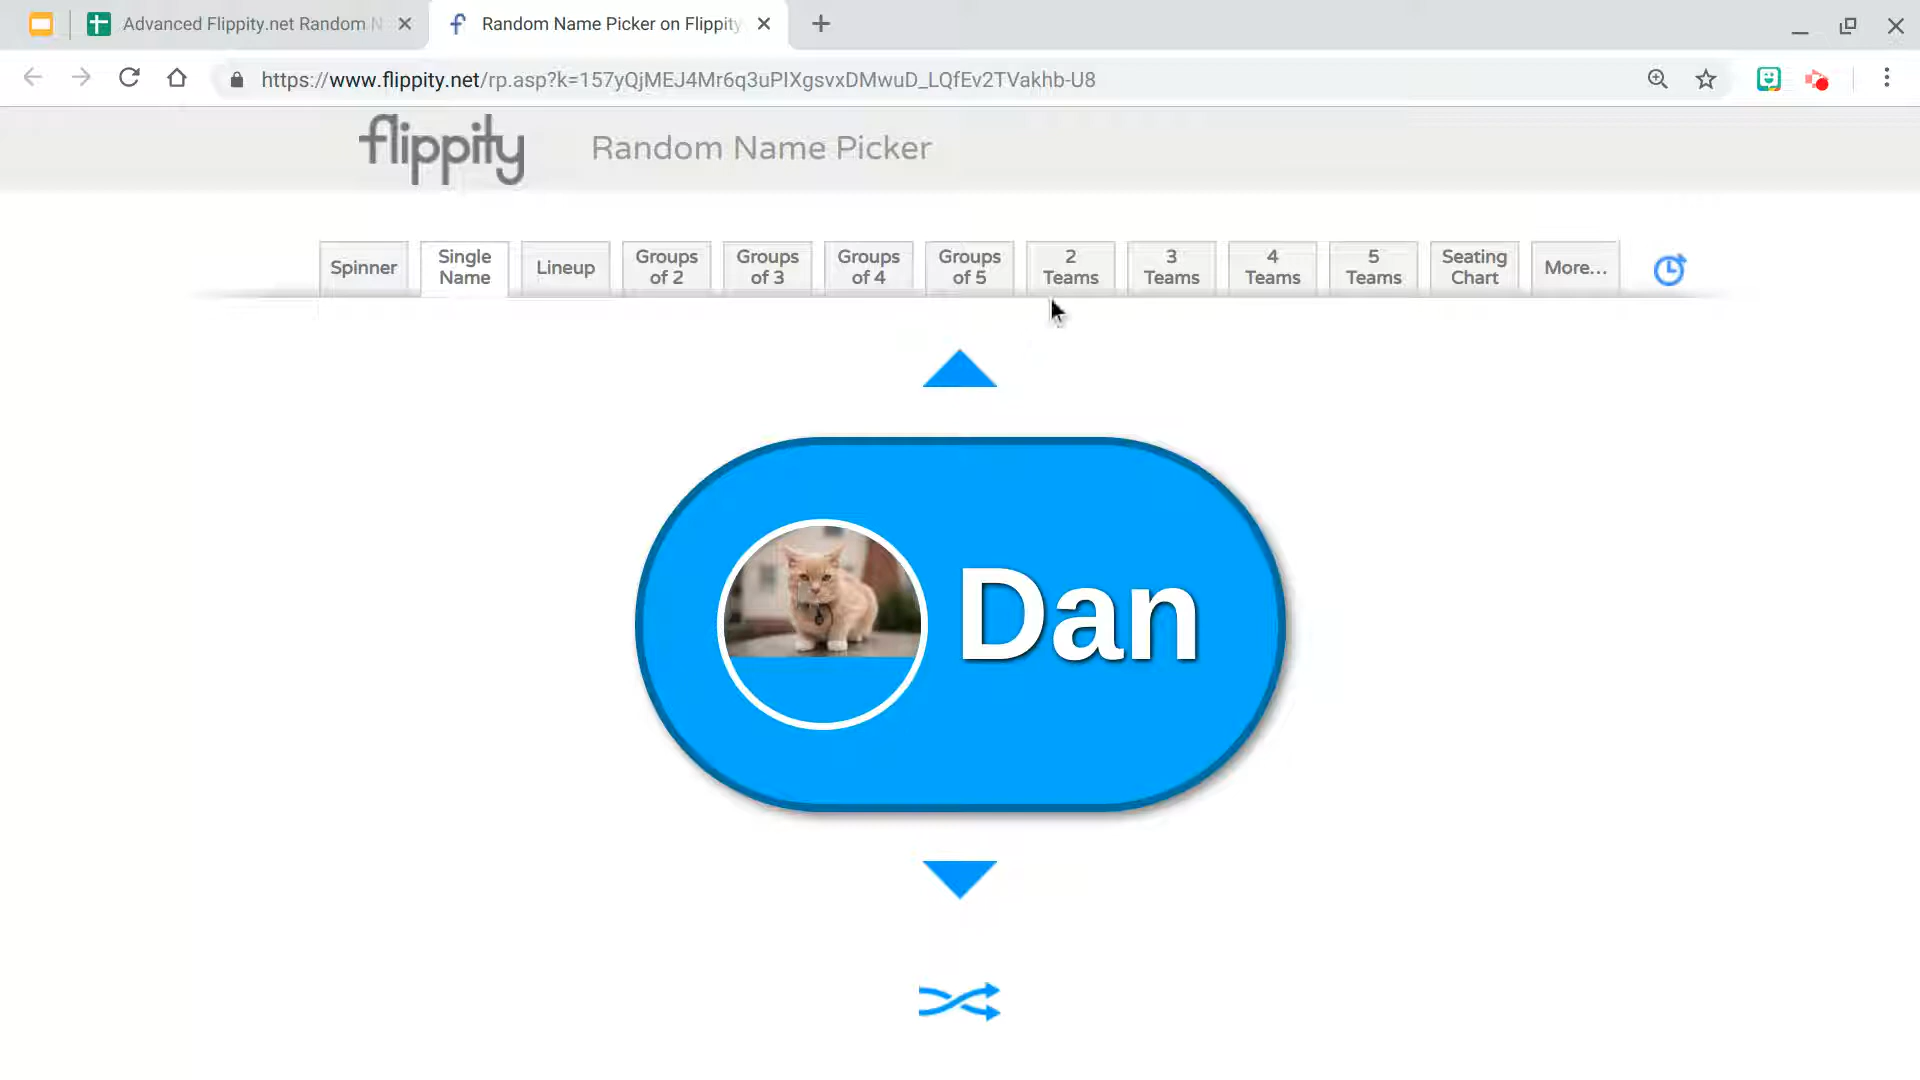 Advanced Flippity.net Random N
Random Name Picker on Flippity
https://www.flippity.net/rp.asp?k=157yQjMEJ4Mr6q3uPIXgsvxDMwuD_LQfEv2TVakhb-U8
flippity
Random Name Picker
Spinner
Single
Name
Lineup
Groups
of 2
Groups
of 3
Groups
of 4
Groups
of 5
2
Teams
3
Teams
4
Teams
5
Teams
Seating
Chart
More...
Dan